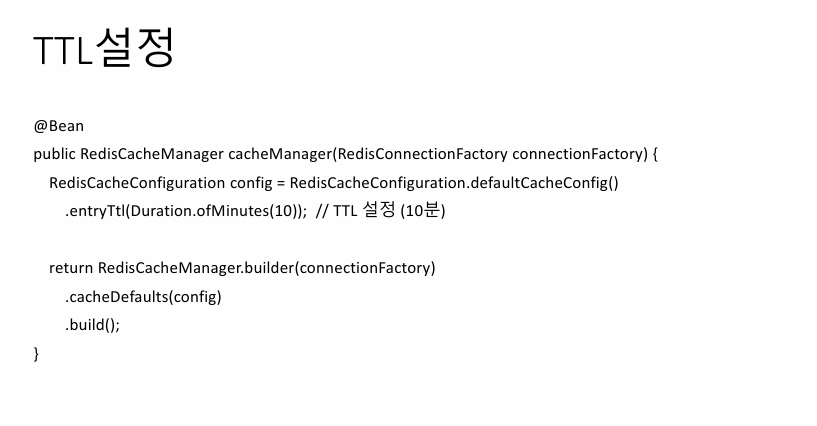 TTL설정
@Bean
public RedisCacheManager cacheManager(RedisConnectionFactory connectionFactory) {
    RedisCacheConfiguration config = RedisCacheConfiguration.defaultCacheConfig()
        .entryTtl(Duration.ofMinutes(10));  // TTL 설정 (10분)
    return RedisCacheManager.builder(connectionFactory)
        .cacheDefaults(config)
        .build();
}